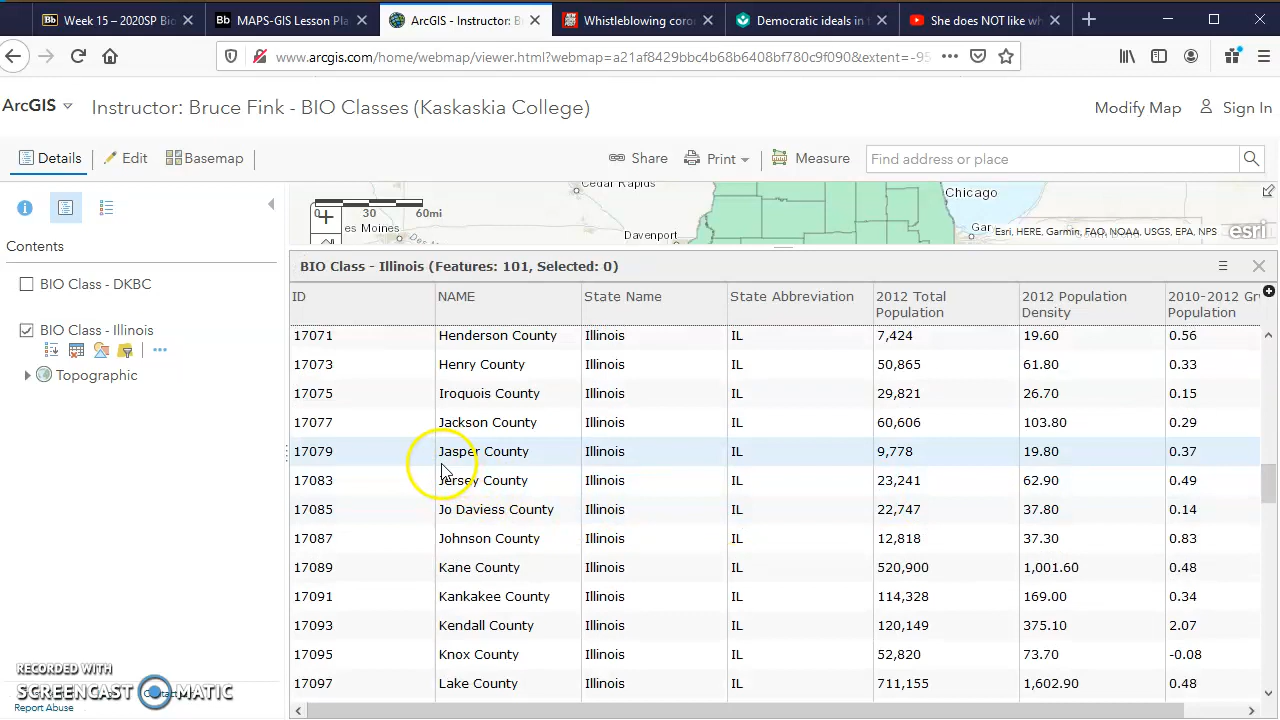 Week 15 – 2020SP Bio
MAPS-GIS Lesson Pla
ArcGIS - Instructor: B
Whistleblowing coro
Democratic ideals in
She does NOT like wh
www.arcgis.com/home/webmap/viewer.html?webmap=a21af8429bbc4b68b6408bf780c9f090&extent=-95
ArcGIS
Instructor: Bruce Fink - BIO Classes (Kaskaskia College)
Modify Map
Sign In
Details
Edit
Basemap
Share
Print
Measure
Find address or place
Contents
BIO Class - DKBC
BIO Class - Illinois
Topographic
Cedar Rapids
Chicago
0 30 60mi
es Moines
Davenport
Gar
Esri, HERE, Garmin, FAO, NOAA, USGS, EPA, NPS
esri
BIO Class - Illinois (Features: 101, Selected: 0)
ID NAME State Name State Abbreviation 2012 Total Population 2012 Population Density 2010-2012 Gr Population
17071 Henderson County Illinois IL 7,424 19.60 0.56
17073 Henry County Illinois IL 50,865 61.80 0.33
17075 Iroquois County Illinois IL 29,821 26.70 0.15
17077 Jackson County Illinois IL 60,606 103.80 0.29
17079 Jasper County Illinois IL 9,778 19.80 0.37
17083 Jersey County Illinois IL 23,241 62.90 0.49
17085 Jo Daviess County Illinois IL 22,747 37.80 0.14
17087 Johnson County Illinois IL 12,818 37.30 0.83
17089 Kane County Illinois IL 520,900 1,001.60 0.48
17091 Kankakee County Illinois IL 114,328 169.00 0.34
17093 Kendall County Illinois IL 120,149 375.10 2.07
17095 Knox County Illinois IL 52,820 73.70 -0.08
17097 Lake County Illinois IL 711,155 1,602.90 0.48
RECORDED WITH
SCREENCAST MATIC
Report Abuse